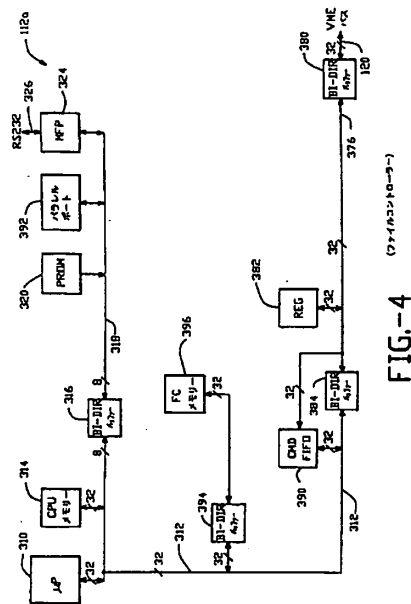 112a
RS232
326
MFP
324
392
パラレル
ポート
320
PROM
318
8
316
BI-DIR
バッファー
8
314
CPU
メモリー
32
310
μP
32
396
FC
メモリー
32
394
BI-DIR
バッファー
32
32
312
VME
バス
32
120
380
BI-DIR
バッファー
376
32
382
REG
32
384
BI-DIR
バッファー
32
CMD
FIFO
390
32
312
(ファイルコントローラー)
FIG.-4